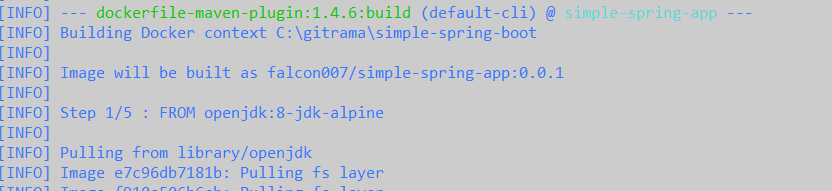 [INFO] --- dockerfile-maven-plugin:1.4.6:build (default-cli) @ simple-spring-app ---
[INFO] Building Docker context C:\gitrama\simple-spring-boot
[INFO]
[INFO] Image will be built as falcon007/simple-spring-app:0.0.1
[INFO]
[INFO] Step 1/5 : FROM openjdk:8-jdk-alpine
[INFO]
[INFO] Pulling from library/openjdk
[INFO] Image e7c96db7181b: Pulling fs layer
[INFO] Image f910a506b6cb: Pulling fs layer